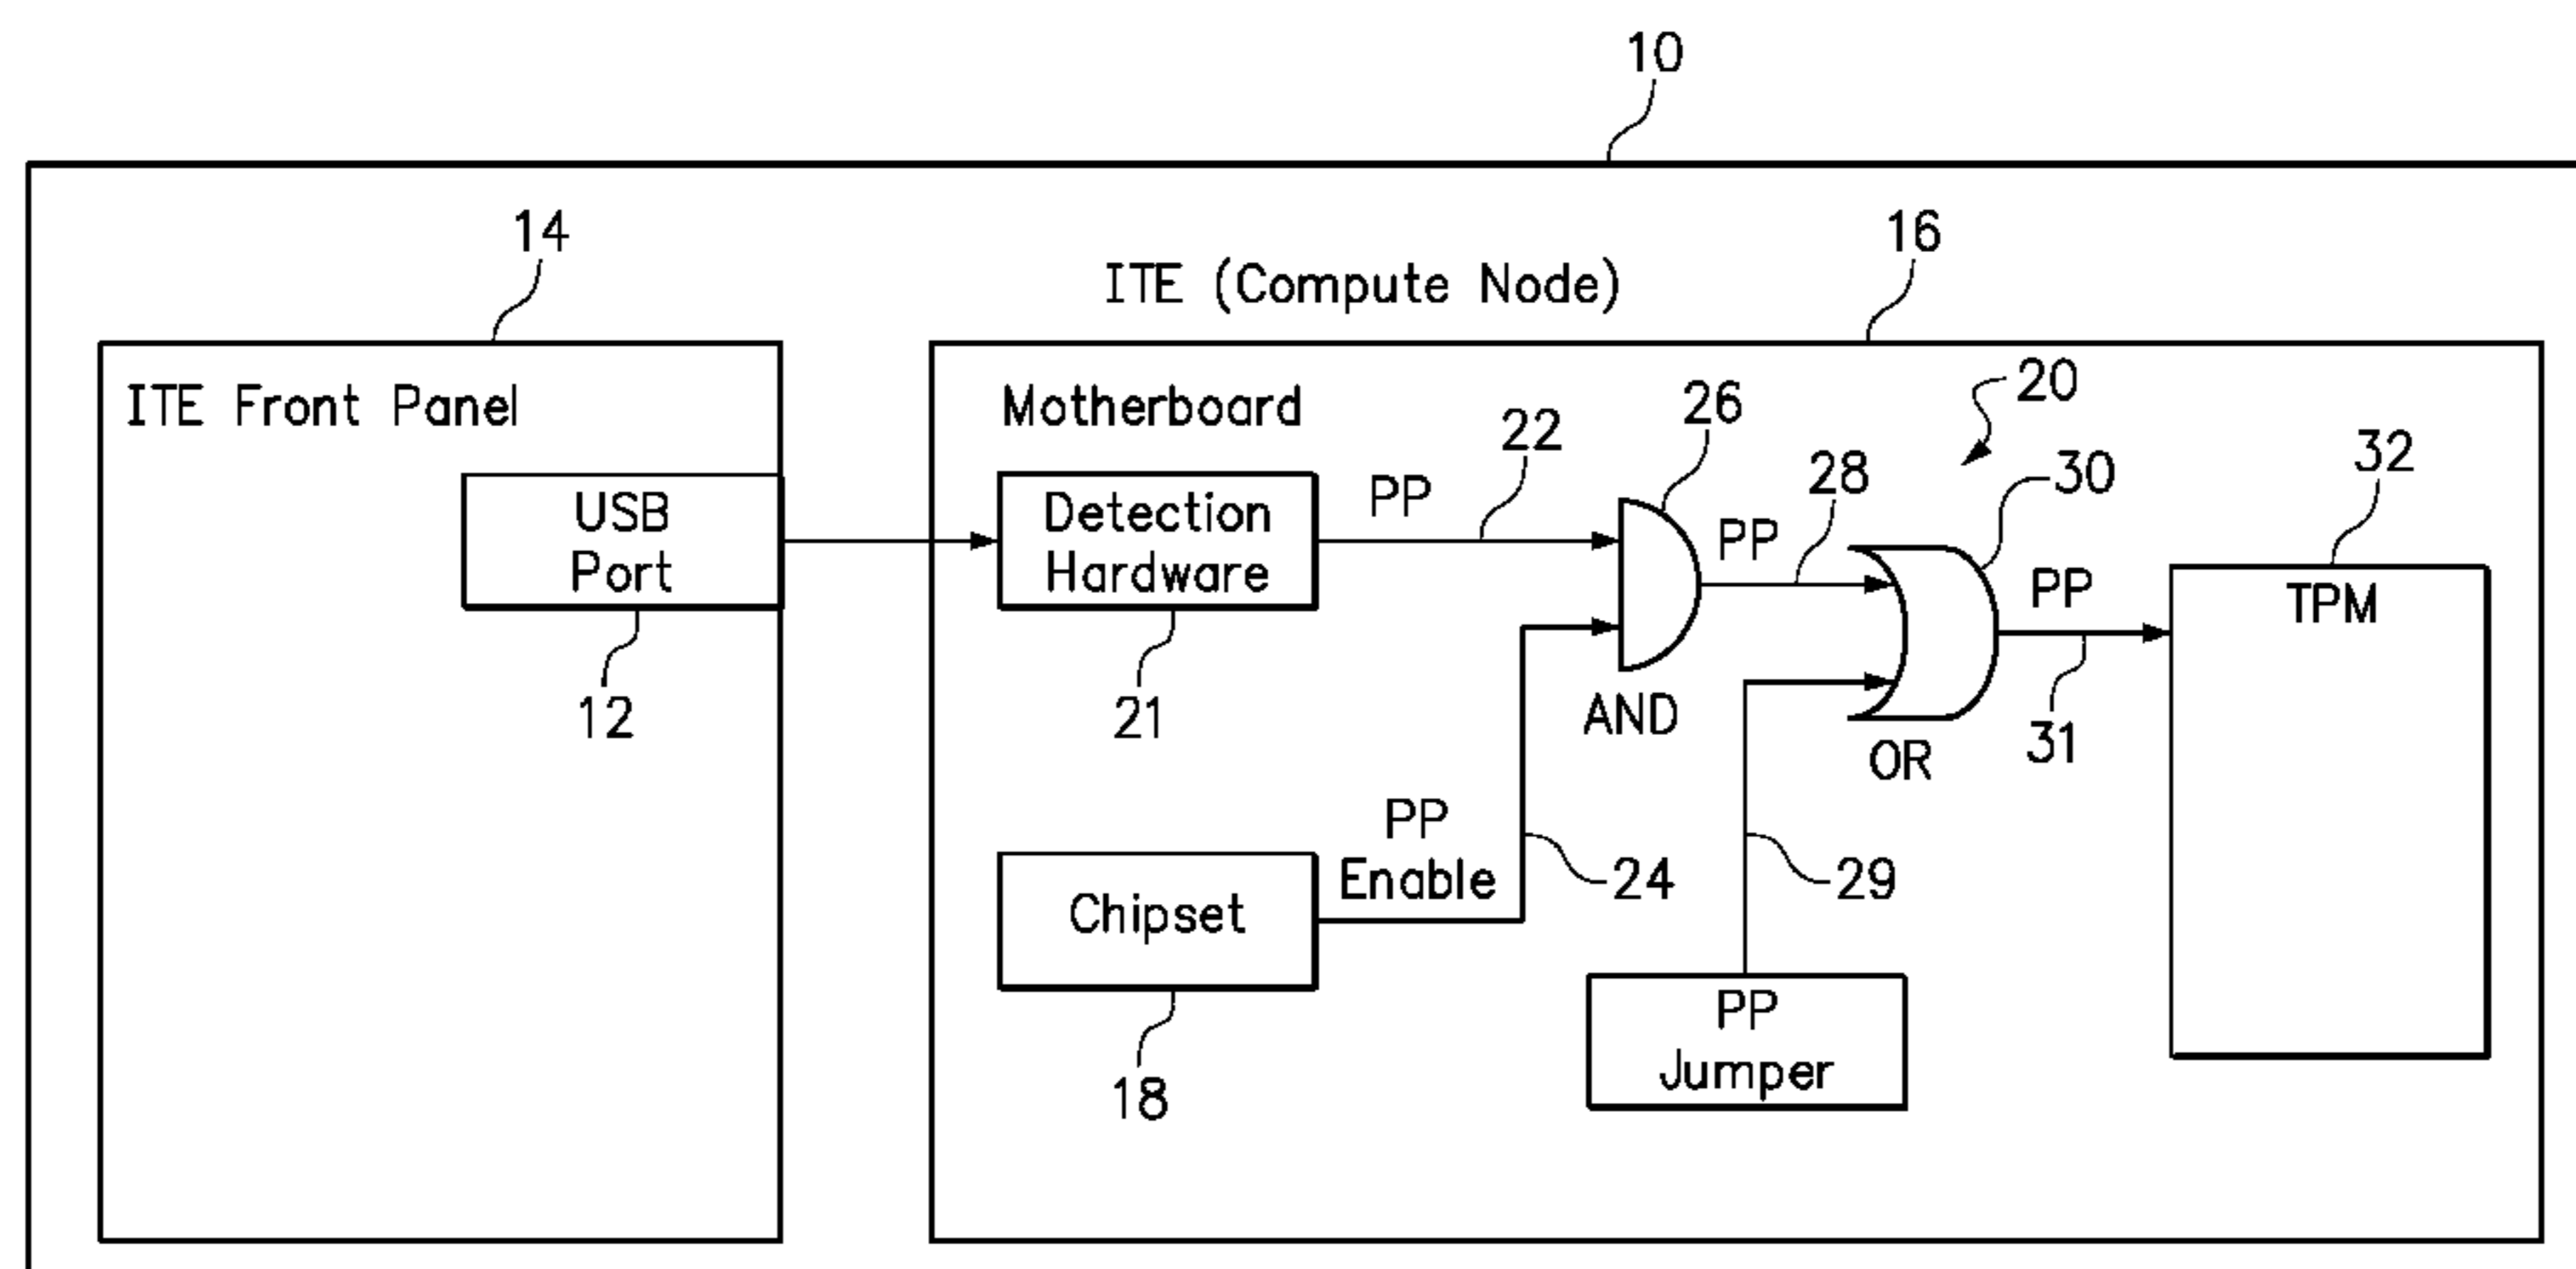 10
14
16
ITE (Compute Node)
ITE Front Panel
Motherboard
20
22
26
28
30
32
USB
Port
Detection
Hardware
PP
PP
PP
TPM
12
21
AND
OR
31
PP
Enable
24
29
Chipset
18
PP
Jumper